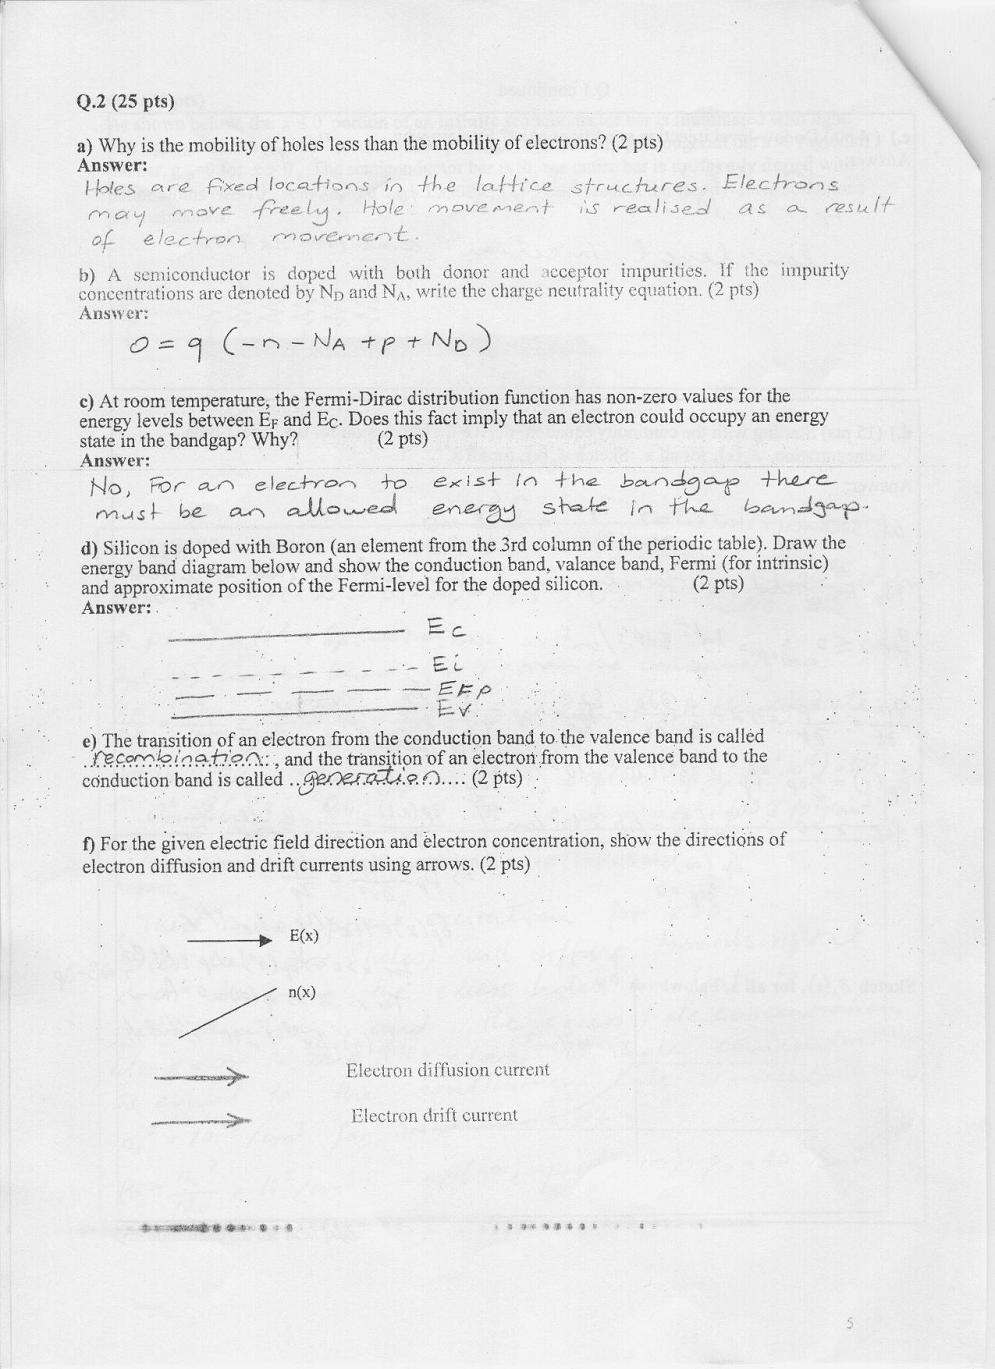 Q.2 (25 pts)
a) Why is the mobility of holes less than the mobility of electrons? (2 pts)
Answer:
Holes are fixed locations in the lattice structures. Electrons
may move freely. Hole movement is realised as a result
of electron movement.
b) A semiconductor is doped with both donor and acceptor impurities. If the impurity
concentrations are denoted by ND and NA, write the charge neutrality equation. (2 pts)
Answer:
0 = q (-n - NA + p + ND)
c) At room temperature, the Fermi-Dirac distribution function has non-zero values for the
energy levels between EF and EC. Does this fact imply that an electron could occupy an energy
state in the bandgap? Why? (2 pts)
Answer:
No, For an electron to exist in the bandgap there
must be an allowed energy state in the bandgap.
d) Silicon is doped with Boron (an element from the 3rd column of the periodic table). Draw the
energy band diagram below and show the conduction band, valance band, Fermi (for intrinsic)
and approximate position of the Fermi-level for the doped silicon. (2 pts)
Answer:
Ec
Ei
EFp
Ev
e) The transition of an electron from the conduction band to the valence band is called
recombination, and the transition of an electron from the valence band to the
conduction band is called ..generation.... (2 pts)
f) For the given electric field direction and electron concentration, show the directions of
electron diffusion and drift currents using arrows. (2 pts)
E(x)
n(x)
Electron diffusion current
Electron drift current
5